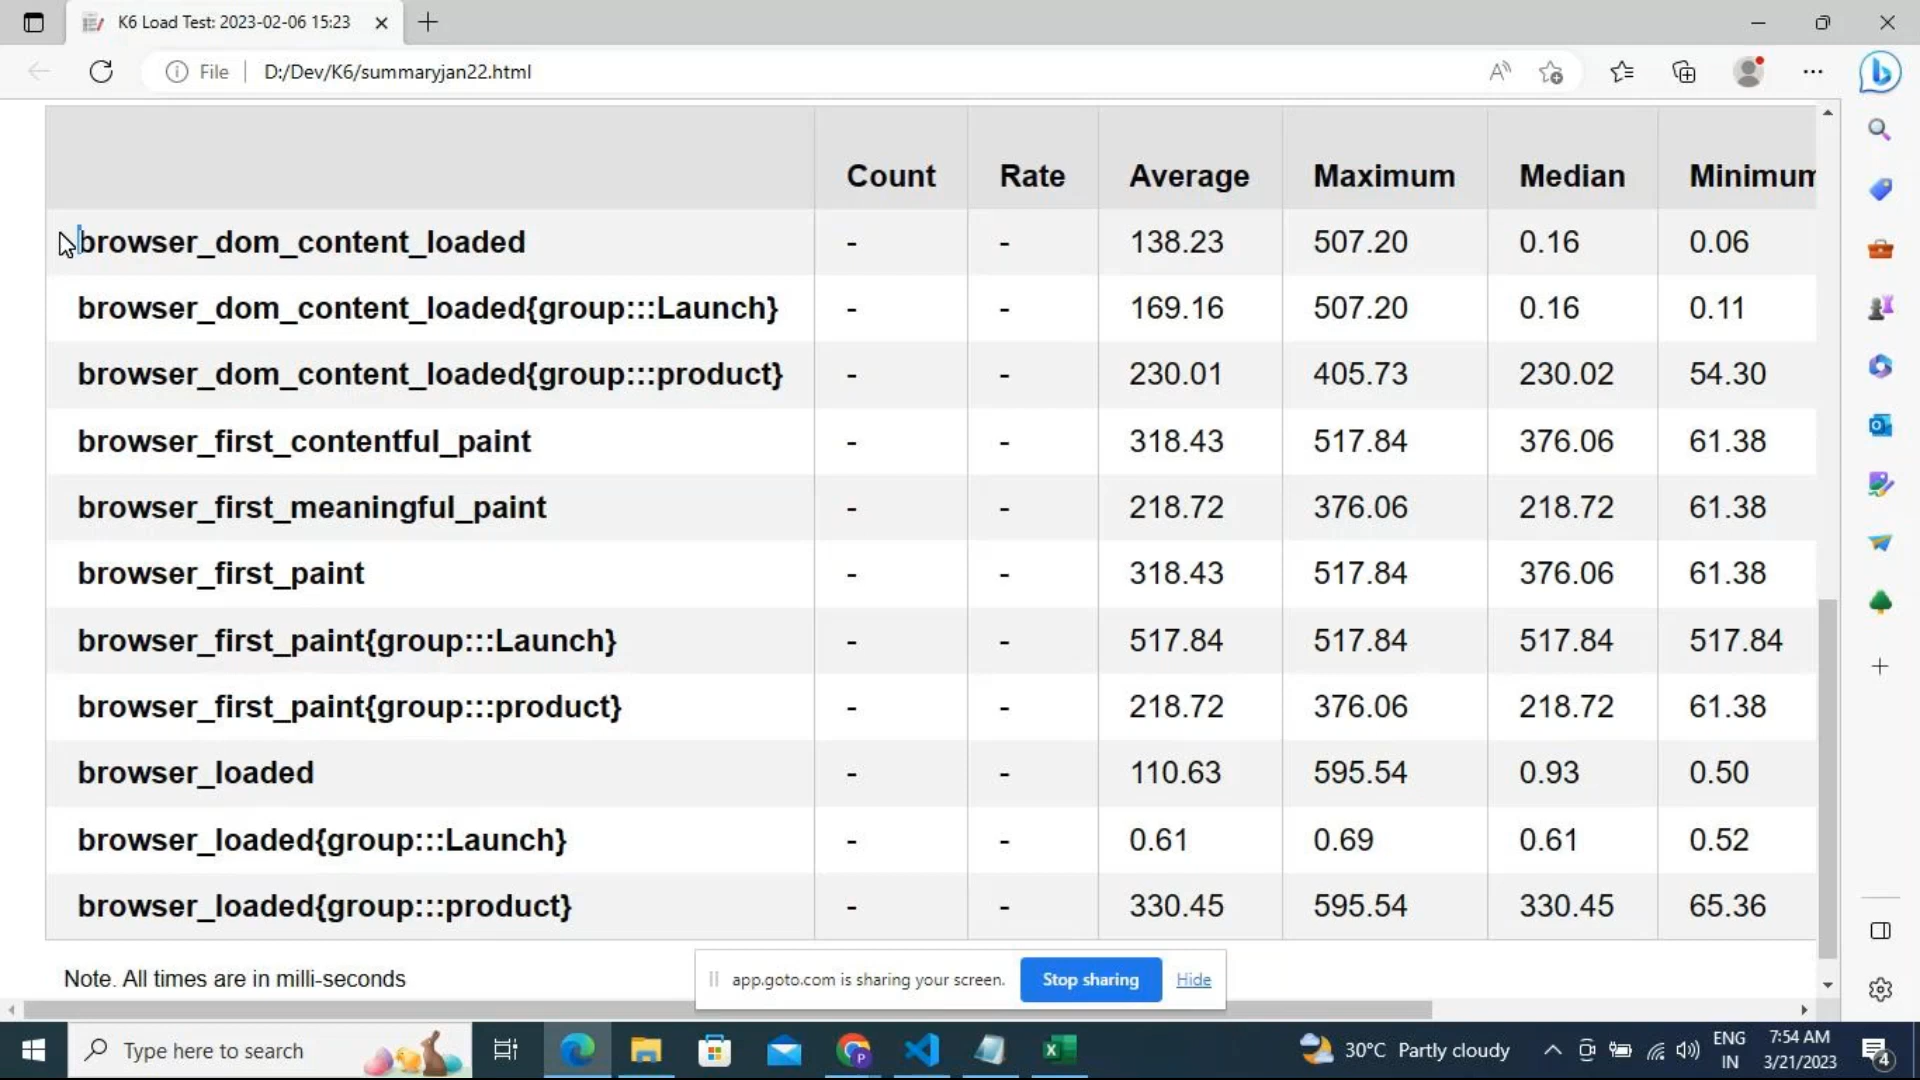 K6 Load Test: 2023-02-06 15:23
File D:/Dev/K6/summaryjan22.html
Count Rate Average Maximum Median Minimum
browser_dom_content_loaded - - 138.23 507.20 0.16 0.06
browser_dom_content_loaded{group:::Launch} - - 169.16 507.20 0.16 0.11
browser_dom_content_loaded{group:::product} - - 230.01 405.73 230.02 54.30
browser_first_contentful_paint - - 318.43 517.84 376.06 61.38
browser_first_meaningful_paint - - 218.72 376.06 218.72 61.38
browser_first_paint - - 318.43 517.84 376.06 61.38
browser_first_paint{group:::Launch} - - 517.84 517.84 517.84 517.84
browser_first_paint{group:::product} - - 218.72 376.06 218.72 61.38
browser_loaded - - 110.63 595.54 0.93 0.50
browser_loaded{group:::Launch} - - 0.61 0.69 0.61 0.52
browser_loaded{group:::product} - - 330.45 595.54 330.45 65.36
Note. All times are in milli-seconds
app.goto.com is sharing your screen. Stop sharing Hide
Type here to search
30°C Partly cloudy
ENG
IN
7:54 AM
3/21/2023
4